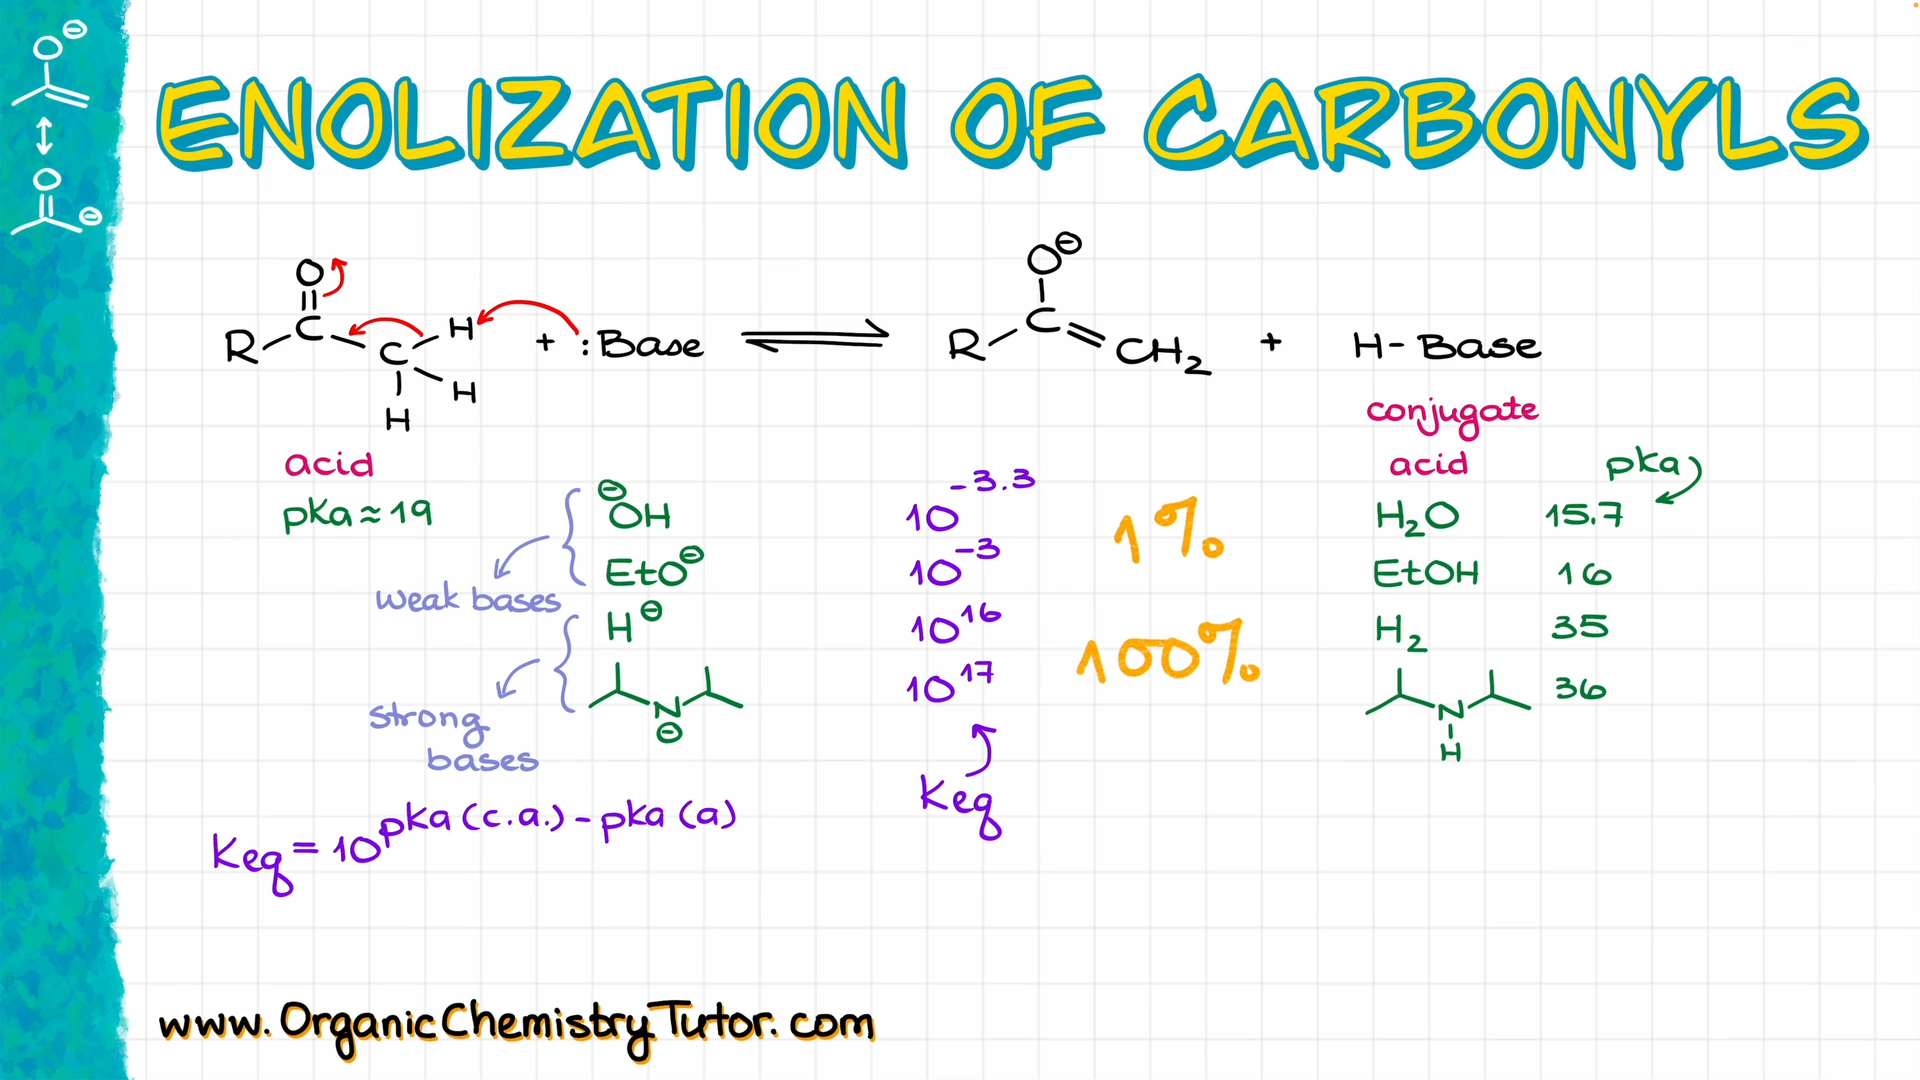 ENOLIZATION OF CARBONYLS
O⊖
O
⊖
O
R C C H
H
H
+ :Base
O⊖
R C CH₂
+ H-Base
acid
pka≈19
conjugate
acid
pka
⊖OH
10^-3.3
1%
H₂O 15.7
EtO⊖
10^-3
EtOH 16
weak bases
H⊖
10^16
100%
H₂ 35
N
⊖
10^17
N
H
36
strong
bases
Keq
Keq = 10^pka(c.a.)-pka(a)
www.OrganicChemistryTutor.com